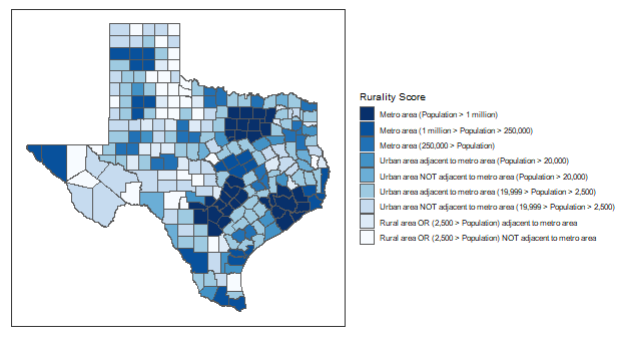 Rurality Score
Metro area (Population > 1 million)
Metro area (1 million > Population > 250,000)
Metro area (250,000 > Population)
Urban area adjacent to metro area (Population > 20,000)
Urban area NOT adjacent to metro area (Population > 20,000)
Urban area adjacent to metro area (19,999 > Population > 2,500)
Urban area NOT adjacent to metro area (19,999 > Population > 2,500)
Rural area OR (2,500 > Population) adjacent to metro area
Rural area OR (2,500 > Population) NOT adjacent to metro area